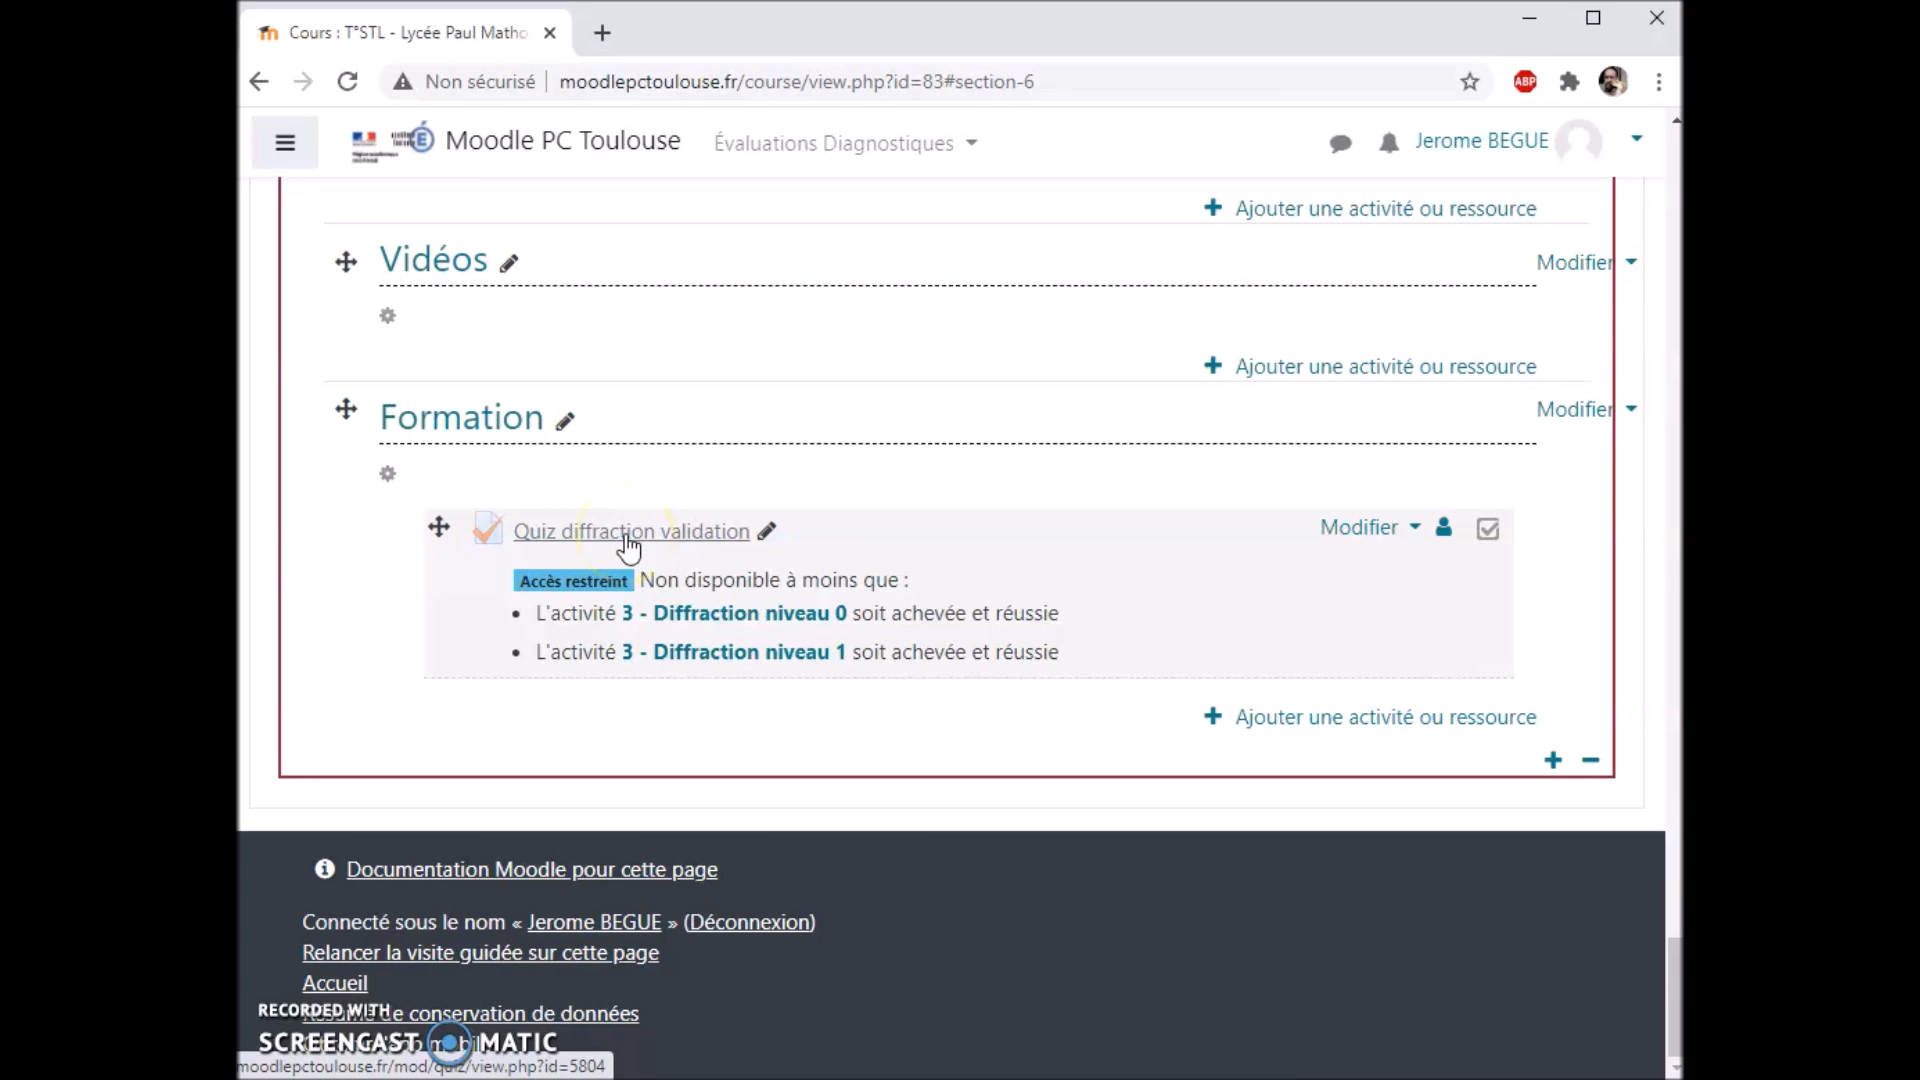 Cours : T°STL - Lycée Paul Matho
Non sécurisé
moodlepctoulouse.fr/course/view.php?id=83#section-6
ABP
Moodle PC Toulouse
Évaluations Diagnostiques
Jerome BEGUE
Ajouter une activité ou ressource
Vidéos
Modifier
Ajouter une activité ou ressource
Formation
Modifier
Quiz diffraction validation
Modifier
Accès restreint Non disponible à moins que :
L'activité 3 - Diffraction niveau 0 soit achevée et réussie
L'activité 3 - Diffraction niveau 1 soit achevée et réussie
Ajouter une activité ou ressource
Documentation Moodle pour cette page
Connecté sous le nom « Jerome BEGUE » (Déconnexion)
Relancer la visite guidée sur cette page
Accueil
RECORDED WITH
de conservation de données
SCREENCAST MATIC
moodlepctoulouse.fr/mod/quiz/view.php?id=5804